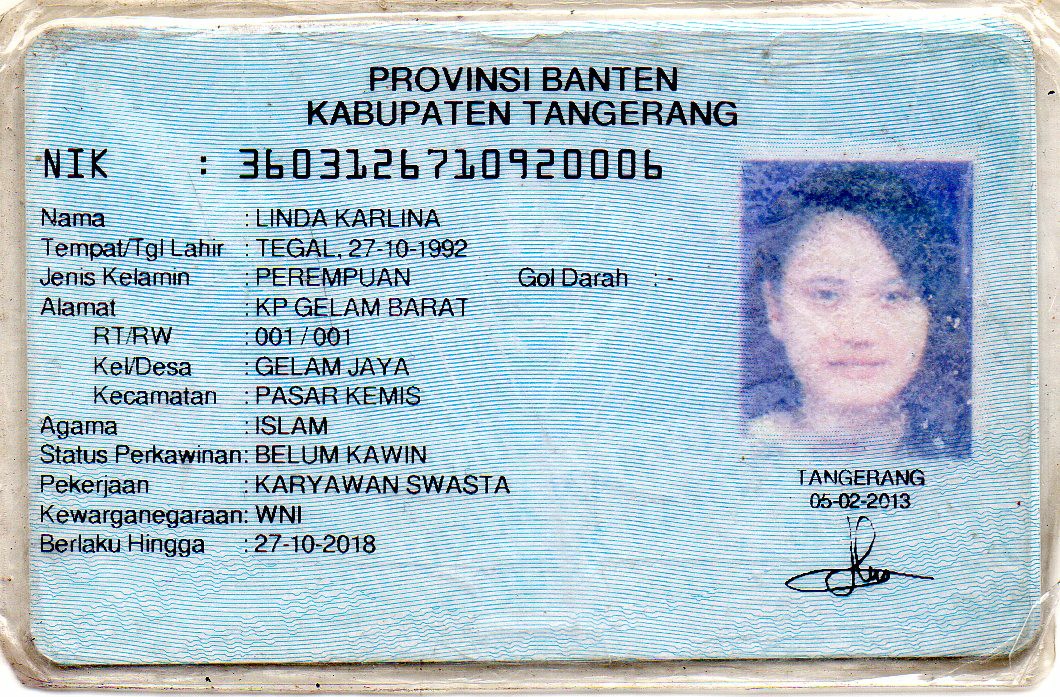 PROVINSI BANTEN
KABUPATEN TANGERANG
NIK : 3603126710920006
Nama : LINDA KARLINA
Tempat/Tgl Lahir : TEGAL, 27-10-1992
Jenis Kelamin : PEREMPUAN Gol Darah : -
Alamat : KP GELAM BARAT
RT/RW : 001 / 001
Kel/Desa : GELAM JAYA
Kecamatan : PASAR KEMIS
Agama : ISLAM
Status Perkawinan: BELUM KAWIN
Pekerjaan : KARYAWAN SWASTA
Kewarganegaraan: WNI
Berlaku Hingga : 27-10-2018
TANGERANG
05-02-2013